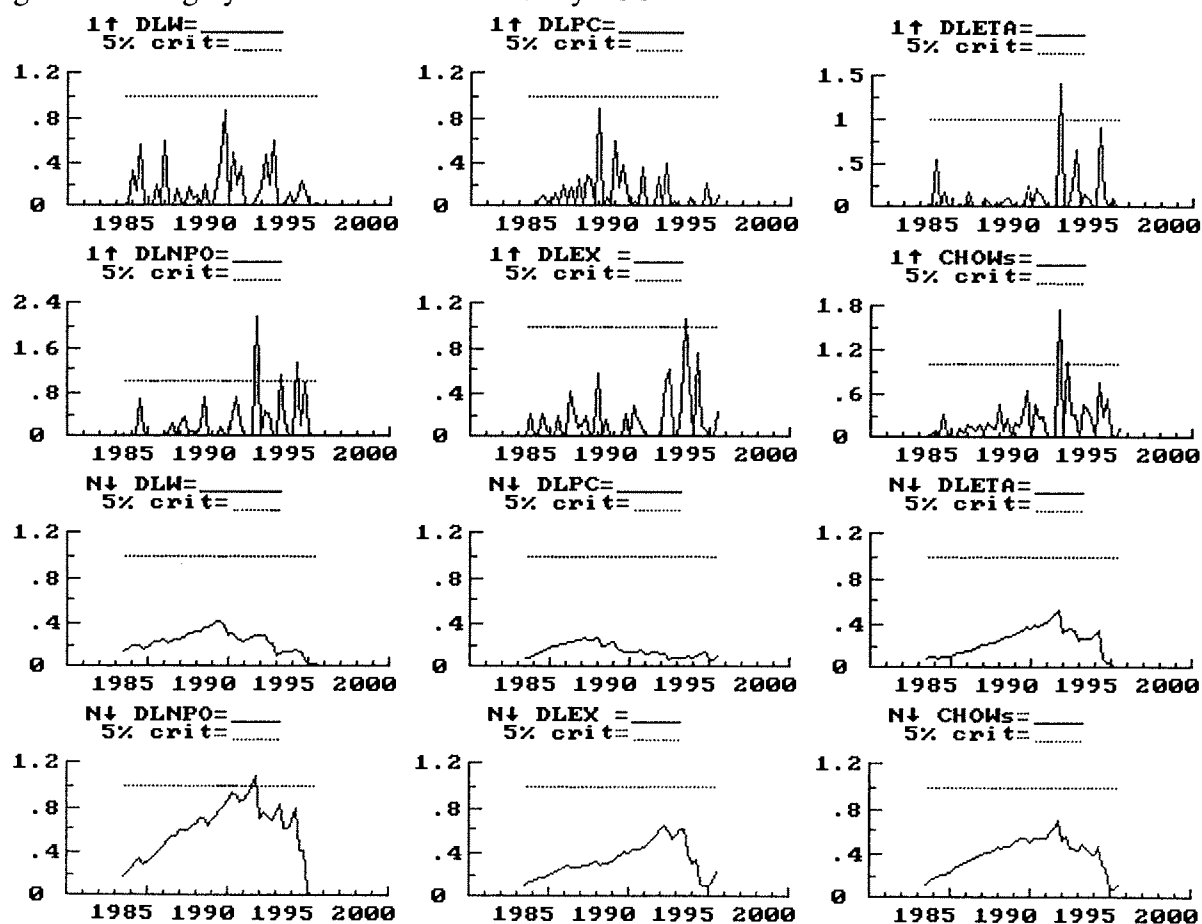 1↑ DLW=
5% crit=
1↑ DLPC=
5% crit=
1↑ DLETA=
5% crit=
1.2
.8
.4
0
1985 1990 1995 2000
1.2
.8
.4
0
1985 1990 1995 2000
1.5
1
.5
0
1985 1990 1995 2000
1↑ DLNPO=
5% crit=
1↑ DLEX =
5% crit=
1↑ CHOWs=
5% crit=
2.4
1.6
.8
0
1985 1990 1995 2000
1.2
.8
.4
0
1985 1990 1995 2000
1.8
1.2
.6
0
1985 1990 1995 2000
N↓ DLW=
5% crit=
N↓ DLPC=
5% crit=
N↓ DLETA=
5% crit=
1.2
.8
.4
0
1985 1990 1995 2000
1.2
.8
.4
0
1985 1990 1995 2000
1.2
.8
.4
0
1985 1990 1995 2000
N↓ DLNPO=
5% crit=
N↓ DLEX =
5% crit=
N↓ CHOWs=
5% crit=
1.2
.8
.4
0
1985 1990 1995 2000
1.2
.8
.4
0
1985 1990 1995 2000
1.2
.8
.4
0
1985 1990 1995 2000